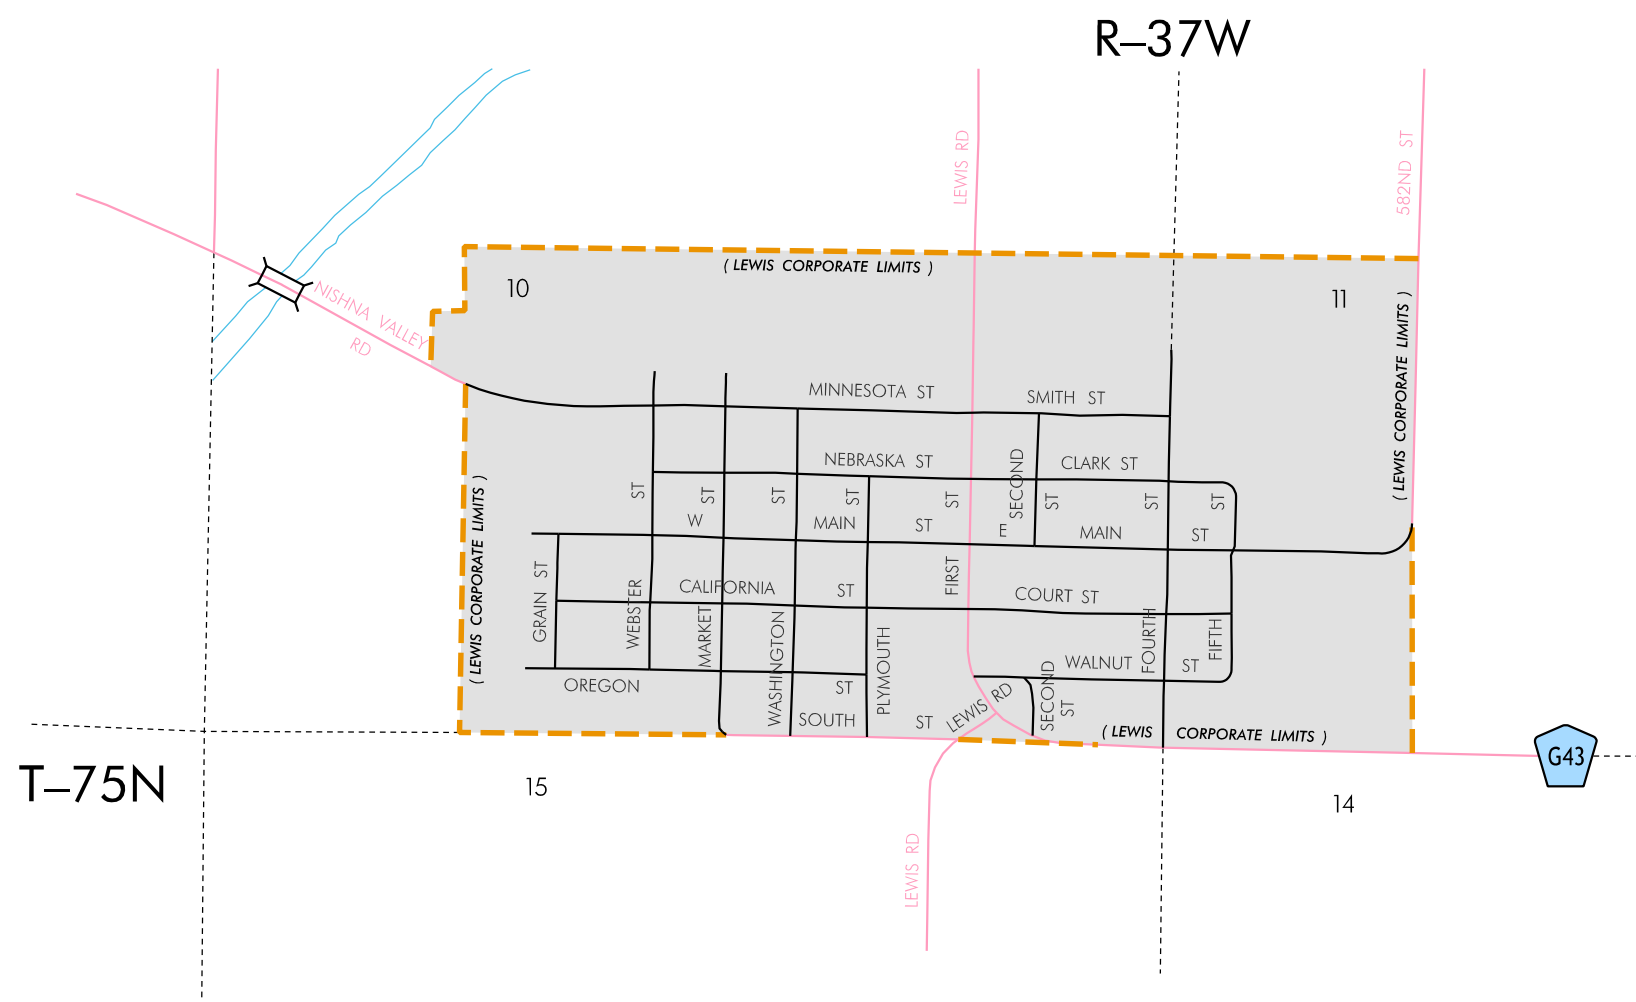 R–37W
LEWIS RD
582ND ST
( LEWIS CORPORATE LIMITS )
10
11
NISHNA VALLEY
RD
( LEWIS CORPORATE LIMITS )
MINNESOTA ST
SMITH ST
NEBRASKA ST
CLARK ST
SECOND
ST
ST
ST
ST
ST
ST
ST
ST
W
MAIN
ST
E
MAIN
ST
( LEWIS CORPORATE LIMITS )
GRAIN ST
WEBSTER
CALIFORNIA
ST
FIRST
COURT ST
MARKET
WASHINGTON
PLYMOUTH
FOURTH
FIFTH
WALNUT
ST
OREGON
ST
SOUTH
ST
LEWIS RD
SECOND
ST
( LEWIS CORPORATE LIMITS )
T–75N
15
14
G43
LEWIS RD